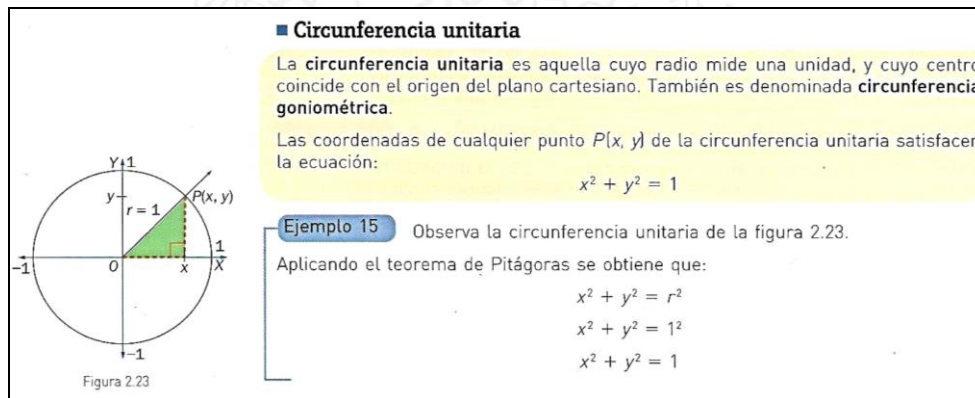 ■ Circunferencia unitaria
La circunferencia unitaria es aquella cuyo radio mide una unidad, y cuyo centro
coincide con el origen del plano cartesiano. También es denominada circunferencia
goniométrica.
Las coordenadas de cualquier punto P(x, y) de la circunferencia unitaria satisfacen
la ecuación:
x² + y² = 1
Ejemplo 15 Observa la circunferencia unitaria de la figura 2.23.
Aplicando el teorema de Pitágoras se obtiene que:
x² + y² = r²
x² + y² = 1²
x² + y² = 1
Y 1
y P(x, y)
r = 1
1
−1 O x X
−1
Figura 2.23